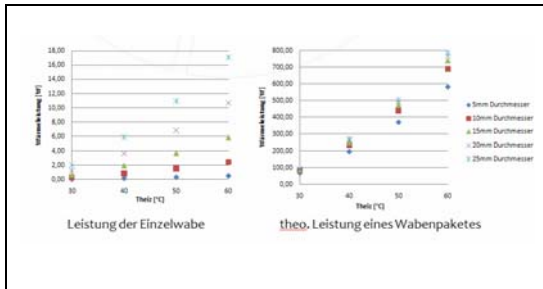 18,00
16,00
14,00
12,00
10,00
8,00
6,00
4,00
2,00
0,00
Wärmeleistung [W]
30 40 50 60
Theiz [°C]
Leistung der Einzelwabe
800,00
700,00
600,00
500,00
400,00
300,00
200,00
100,00
0,00
Wärmeleistung [W]
30 40 50 60
Theiz [°C]
theo. Leistung eines Wabenpaketes
5mm Durchmesser
10mm Durchmesser
15mm Durchmesser
20mm Durchmesser
25mm Durchmesser